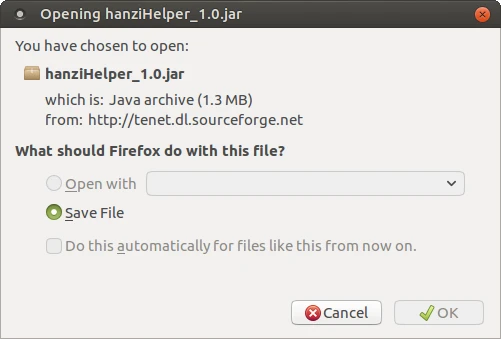 Opening hanziHelper_1.0.jar
You have chosen to open:
hanziHelper_1.0.jar
which is: Java archive (1.3 MB)
from: http://tenet.dl.sourceforge.net
What should Firefox do with this file?
Open with
Save File
Do this automatically for files like this from now on.
Cancel OK